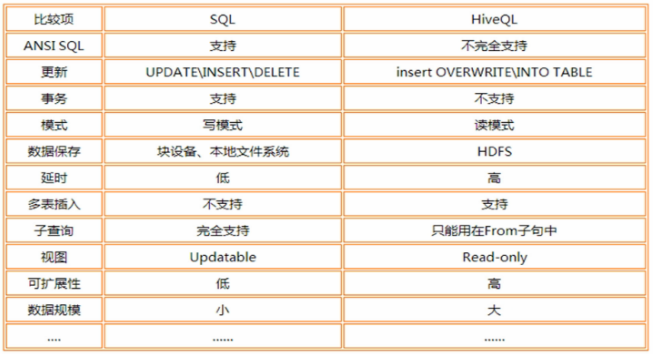 比较项 SQL HiveQL
ANSI SQL 支持 不完全支持
更新 UPDATE\INSERT\DELETE insert OVERWRITE\INTO TABLE
事务 支持 不支持
模式 写模式 读模式
数据保存 块设备、本地文件系统 HDFS
延时 低 高
多表插入 不支持 支持
子查询 完全支持 只能用在From子句中
视图 Updatable Read-only
可扩展性 低 高
数据规模 小 大
.... ...... ......